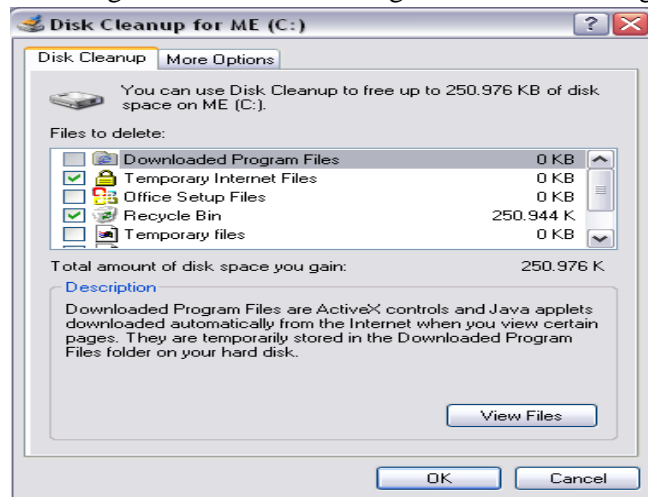 Disk Cleanup for ME (C:)
Disk Cleanup More Options
You can use Disk Cleanup to free up to 250.976 KB of disk
space on ME (C:).
Files to delete:
Downloaded Program Files 0 KB
Temporary Internet Files 0 KB
Office Setup Files 0 KB
Recycle Bin 250.944 K
Temporary files 0 KB
Total amount of disk space you gain: 250.976 K
Description
Downloaded Program Files are ActiveX controls and Java applets
downloaded automatically from the Internet when you view certain
pages. They are temporarily stored in the Downloaded Program
Files folder on your hard disk.
View Files
OK Cancel